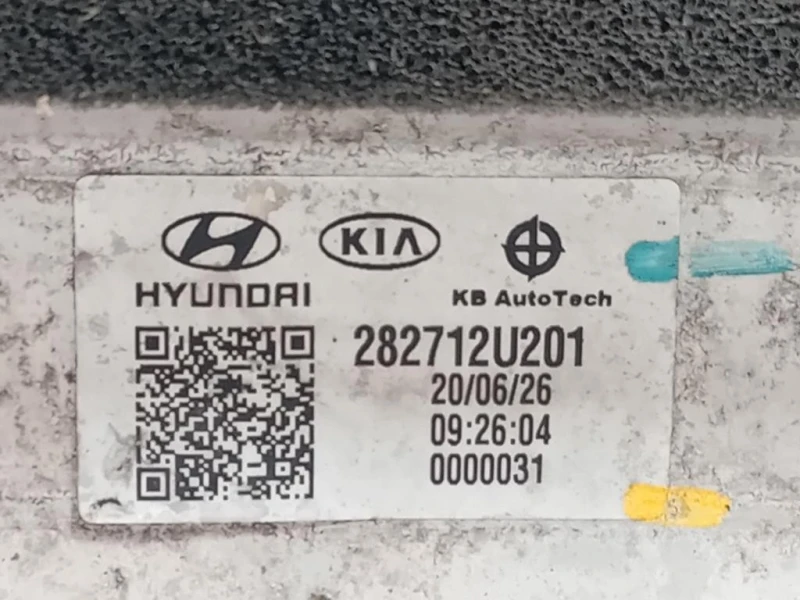 KIA
HYUNDAI
KB AutoTech
282712U201
20/06/26
09:26:04
0000031